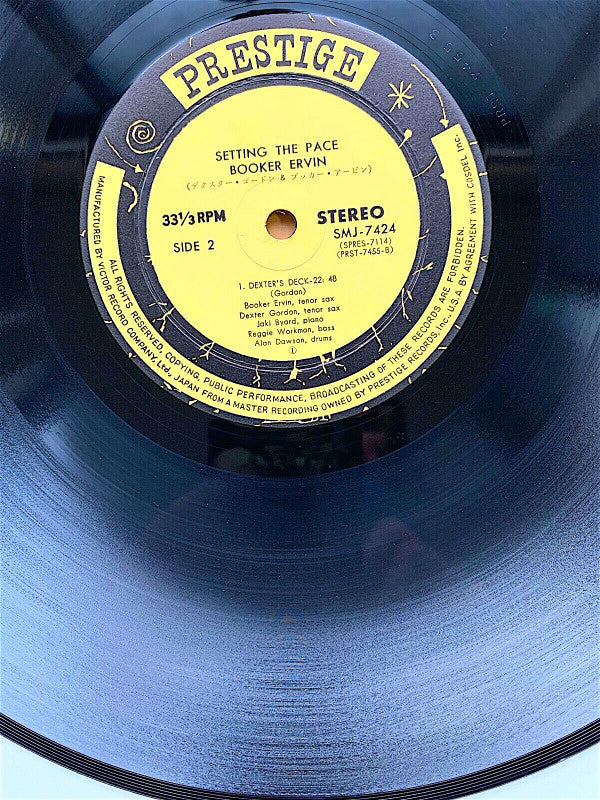 PRESTIGE
SETTING THE PACE
BOOKER ERVIN
(デクスター・ゴードン & ブッカー・アービン)
33⅓ RPM
STEREO
SIDE 2
SMJ-7424
(SPRES-7114)
(PRST-7455-B)
1. DEXTER'S DECK-22:48
(Gordon)
Booker Ervin, tenor sax
Dexter Gordon, tenor sax
Jaki Byard, piano
Reggie Workman, bass
Alan Dawson, drums
Ⓘ
ALL RIGHTS RESERVED, COPYING, PUBLIC PERFORMANCE, BROADCASTING OF THESE RECORDS ARE FORBIDDEN.
MANUFACTURED BY VICTOR RECORD COMPANY, Ltd., JAPAN FROM A MASTER RECORDING OWNED BY PRESTIGE RECORDS, Inc., U.S.A. BY AGREEMENT WITH COSDEL Inc.